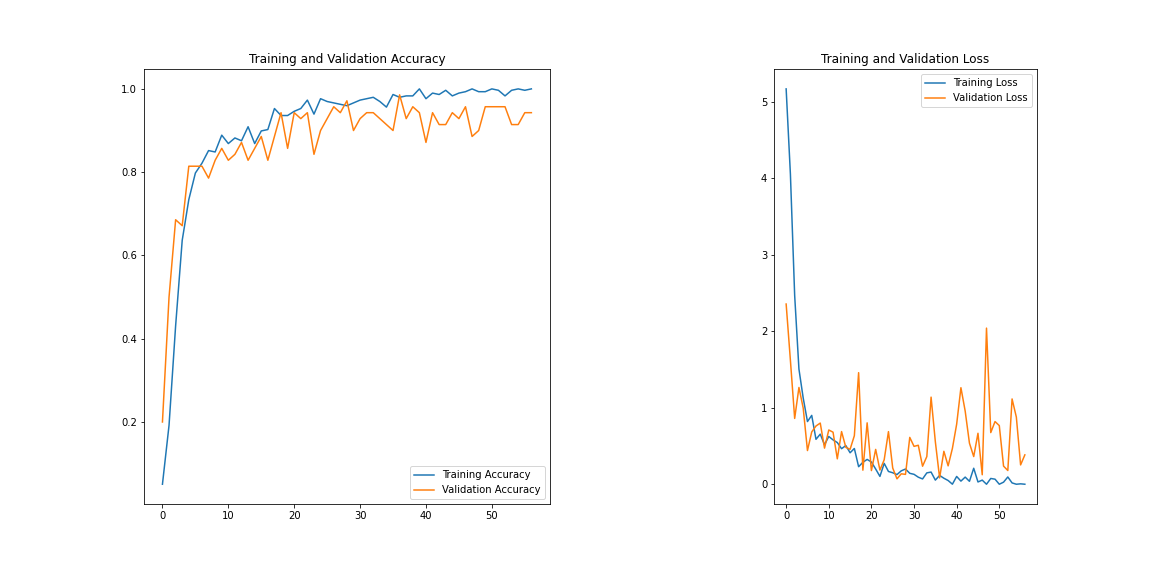 Training and Validation Accuracy
1.0
0.8
0.6
0.4
0.2
0 10 20 30 40 50
Training Accuracy
Validation Accuracy
Training and Validation Loss
5
4
3
2
1
0
0 10 20 30 40 50
Training Loss
Validation Loss